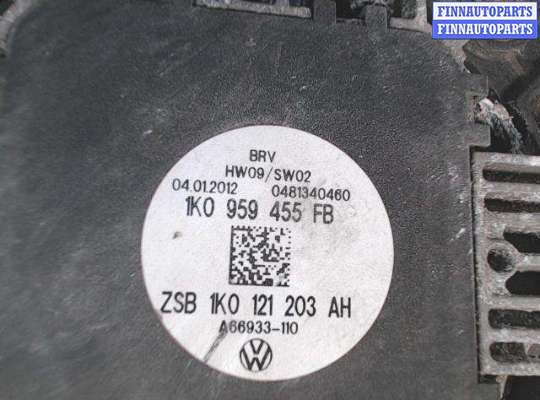 FINNAUTOPARTS
FINNAUTOPARTS
BRV
HW09/SW02
04.01.2012 0481340460
1K0 959 455 FB
ZSB 1K0 121 203 AH
A66933-110